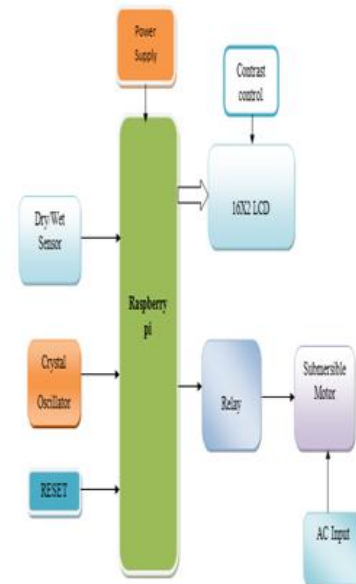 Power
Supply
Contrast
control
16X2 LCD
Dry/Wet
Sensor
Raspberry
pi
Crystal
Oscillator
Relay
Submersible
Motor
RESET
AC Input